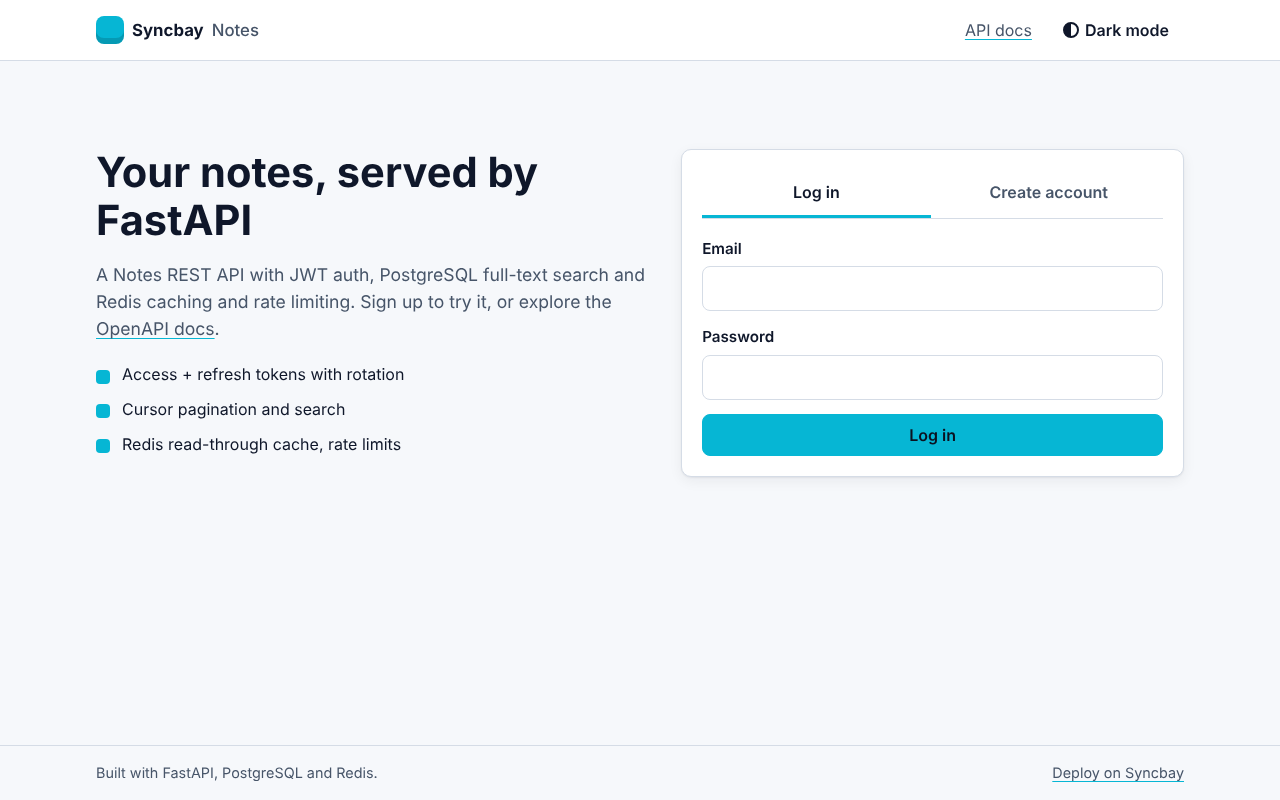 Syncbay Notes
API docs
Dark mode
Your notes, served by
FastAPI
A Notes REST API with JWT auth, PostgreSQL full-text search and
Redis caching and rate limiting. Sign up to try it, or explore the
OpenAPI docs.
Access + refresh tokens with rotation
Cursor pagination and search
Redis read-through cache, rate limits
Log in
Create account
Email
Password
Log in
Built with FastAPI, PostgreSQL and Redis.
Deploy on Syncbay